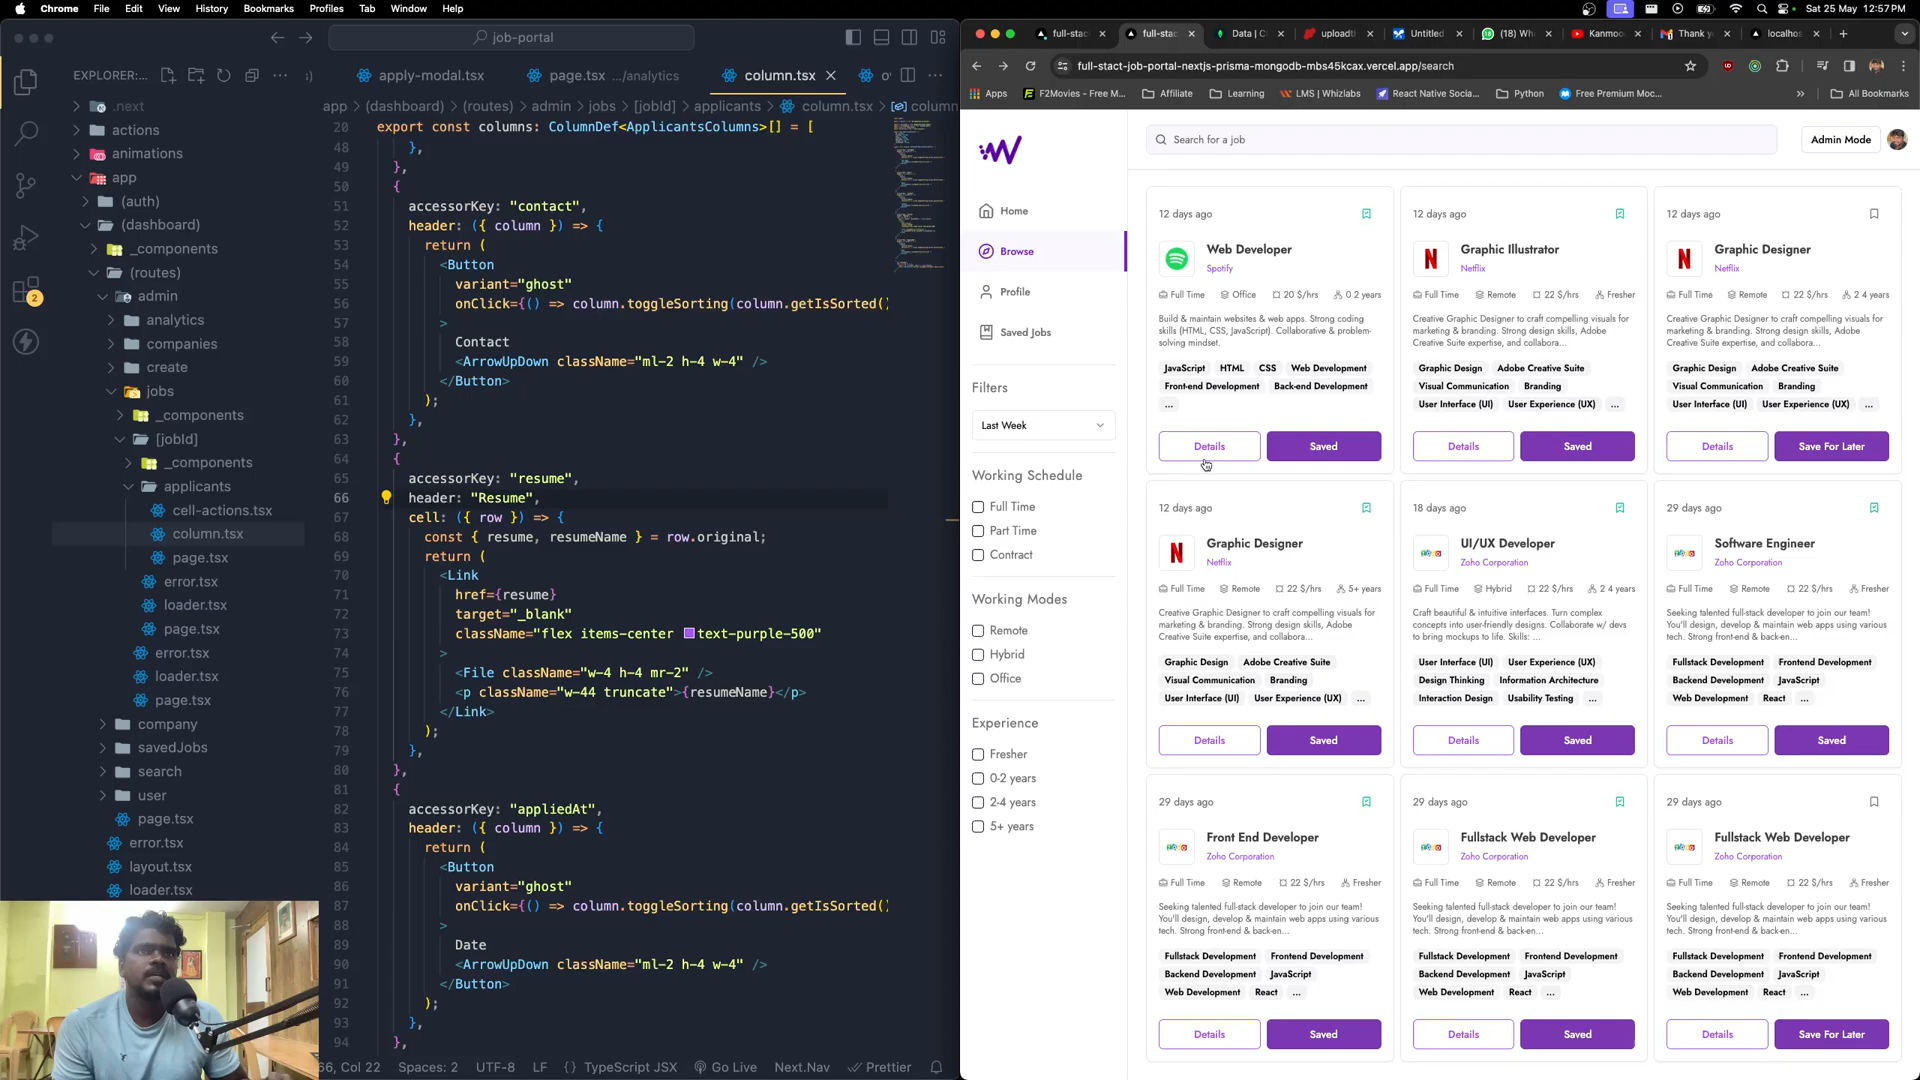 Chrome File Edit View History Bookmarks Profiles Tab Window Help
Sat 25 May 12:57 PM
job-portal
EXPLORER:...
.next
actions
animations
app
(auth)
(dashboard)
_components
(routes)
admin
analytics
companies
create
jobs
_components
[jobId]
_components
applicants
cell-actions.tsx
column.tsx
page.tsx
error.tsx
loader.tsx
page.tsx
error.tsx
loader.tsx
page.tsx
company
savedJobs
search
user
page.tsx
error.tsx
layout.tsx
loader.tsx
2
apply-modal.tsx page.tsx .../analytics column.tsx
app > (dashboard) > (routes) > admin > jobs > [jobId] > applicants > column.tsx > column
20 export const columns: ColumnDef<ApplicantsColumns>[] = [
48 },
49 },
50 {
51 accessorKey: "contact",
52 header: ({ column }) => {
53 return (
54 <Button
55 variant="ghost"
56 onClick={() => column.toggleSorting(column.getIsSorted()
57 >
58 Contact
59 <ArrowUpDown className="ml-2 h-4 w-4" />
60 </Button>
61 );
62 },
63 },
64 {
65 accessorKey: "resume",
66 header: "Resume",
67 cell: ({ row }) => {
68 const { resume, resumeName } = row.original;
69 return (
70 <Link
71 href={resume}
72 target="_blank"
73 className="flex items-center text-purple-500"
74 >
75 <File className="w-4 h-4 mr-2" />
76 <p className="w-44 truncate">{resumeName}</p>
77 </Link>
78 );
79 },
80 },
81 {
82 accessorKey: "appliedAt",
83 header: ({ column }) => {
84 return (
85 <Button
86 variant="ghost"
87 onClick={() => column.toggleSorting(column.getIsSorted()
88 >
89 Date
90 <ArrowUpDown className="ml-2 h-4 w-4" />
91 </Button>
92 );
93 },
94 },
66, Col 22 Spaces: 2 UTF-8 LF {} TypeScript JSX Go Live Next.Nav Prettier
full-stac full-stac Data | C uploadt Untitled (18) Wh Kanmo Thank y localhos
full-stact-job-portal-nextjs-prisma-mongodb-mbs45kcax.vercel.app/search
Apps F2Movies - Free M... Affiliate Learning LMS | Whizlabs React Native Socia... Python Free Premium Moc... » All Bookmarks
Search for a job
Admin Mode
Home
Browse
Profile
Saved Jobs
Filters
Last Week
Working Schedule
Full Time
Part Time
Contract
Working Modes
Remote
Hybrid
Office
Experience
Fresher
0-2 years
2-4 years
5+ years
12 days ago
Web Developer
Spotify
Full Time Office 20 $/hrs 0 2 years
Build & maintain websites & web apps. Strong coding
skills (HTML, CSS, JavaScript). Collaborative & problem-
solving mindset.
JavaScript HTML CSS Web Development
Front-end Development Back-end Development
...
Details Saved
12 days ago
Graphic Illustrator
Netflix
Full Time Remote 22 $/hrs Fresher
Creative Graphic Designer to craft compelling visuals for
marketing & branding. Strong design skills, Adobe
Creative Suite expertise, and collabora...
Graphic Design Adobe Creative Suite
Visual Communication Branding
User Interface (UI) User Experience (UX) ...
Details Saved
12 days ago
Graphic Designer
Netflix
Full Time Remote 22 $/hrs 2 4 years
Creative Graphic Designer to craft compelling visuals for
marketing & branding. Strong design skills, Adobe
Creative Suite expertise, and collabora...
Graphic Design Adobe Creative Suite
Visual Communication Branding
User Interface (UI) User Experience (UX) ...
Details Save For Later
12 days ago
Graphic Designer
Netflix
Full Time Remote 22 $/hrs 5+ years
Creative Graphic Designer to craft compelling visuals for
marketing & branding. Strong design skills, Adobe
Creative Suite expertise, and collabora...
Graphic Design Adobe Creative Suite
Visual Communication Branding
User Interface (UI) User Experience (UX) ...
Details Saved
18 days ago
UI/UX Developer
Zoho Corporation
Full Time Hybrid 22 $/hrs 2 4 years
Craft beautiful & intuitive interfaces. Turn complex
concepts into user-friendly designs. Collaborate w/ devs
to bring mockups to life. Skills: ...
User Interface (UI) User Experience (UX)
Design Thinking Information Architecture
Interaction Design Usability Testing ...
Details Saved
29 days ago
Software Engineer
Zoho Corporation
Full Time Remote 22 $/hrs Fresher
Seeking talented full-stack developer to join our team!
You'll design, develop & maintain web apps using various
tech. Strong front-end & back-en...
Fullstack Development Frontend Development
Backend Development JavaScript
Web Development React ...
Details Saved
29 days ago
Front End Developer
Zoho Corporation
Full Time Remote 22 $/hrs Fresher
Seeking talented full-stack developer to join our team!
You'll design, develop & maintain web apps using various
tech. Strong front-end & back-en...
Fullstack Development Frontend Development
Backend Development JavaScript
Web Development React ...
Details Saved
29 days ago
Fullstack Web Developer
Zoho Corporation
Full Time Remote 22 $/hrs Fresher
Seeking talented full-stack developer to join our team!
You'll design, develop & maintain web apps using various
tech. Strong front-end & back-en...
Fullstack Development Frontend Development
Backend Development JavaScript
Web Development React ...
Details Saved
29 days ago
Fullstack Web Developer
Zoho Corporation
Full Time Remote 22 $/hrs Fresher
Seeking talented full-stack developer to join our team!
You'll design, develop & maintain web apps using various
tech. Strong front-end & back-en...
Fullstack Development Frontend Development
Backend Development JavaScript
Web Development React ...
Details Save For Later